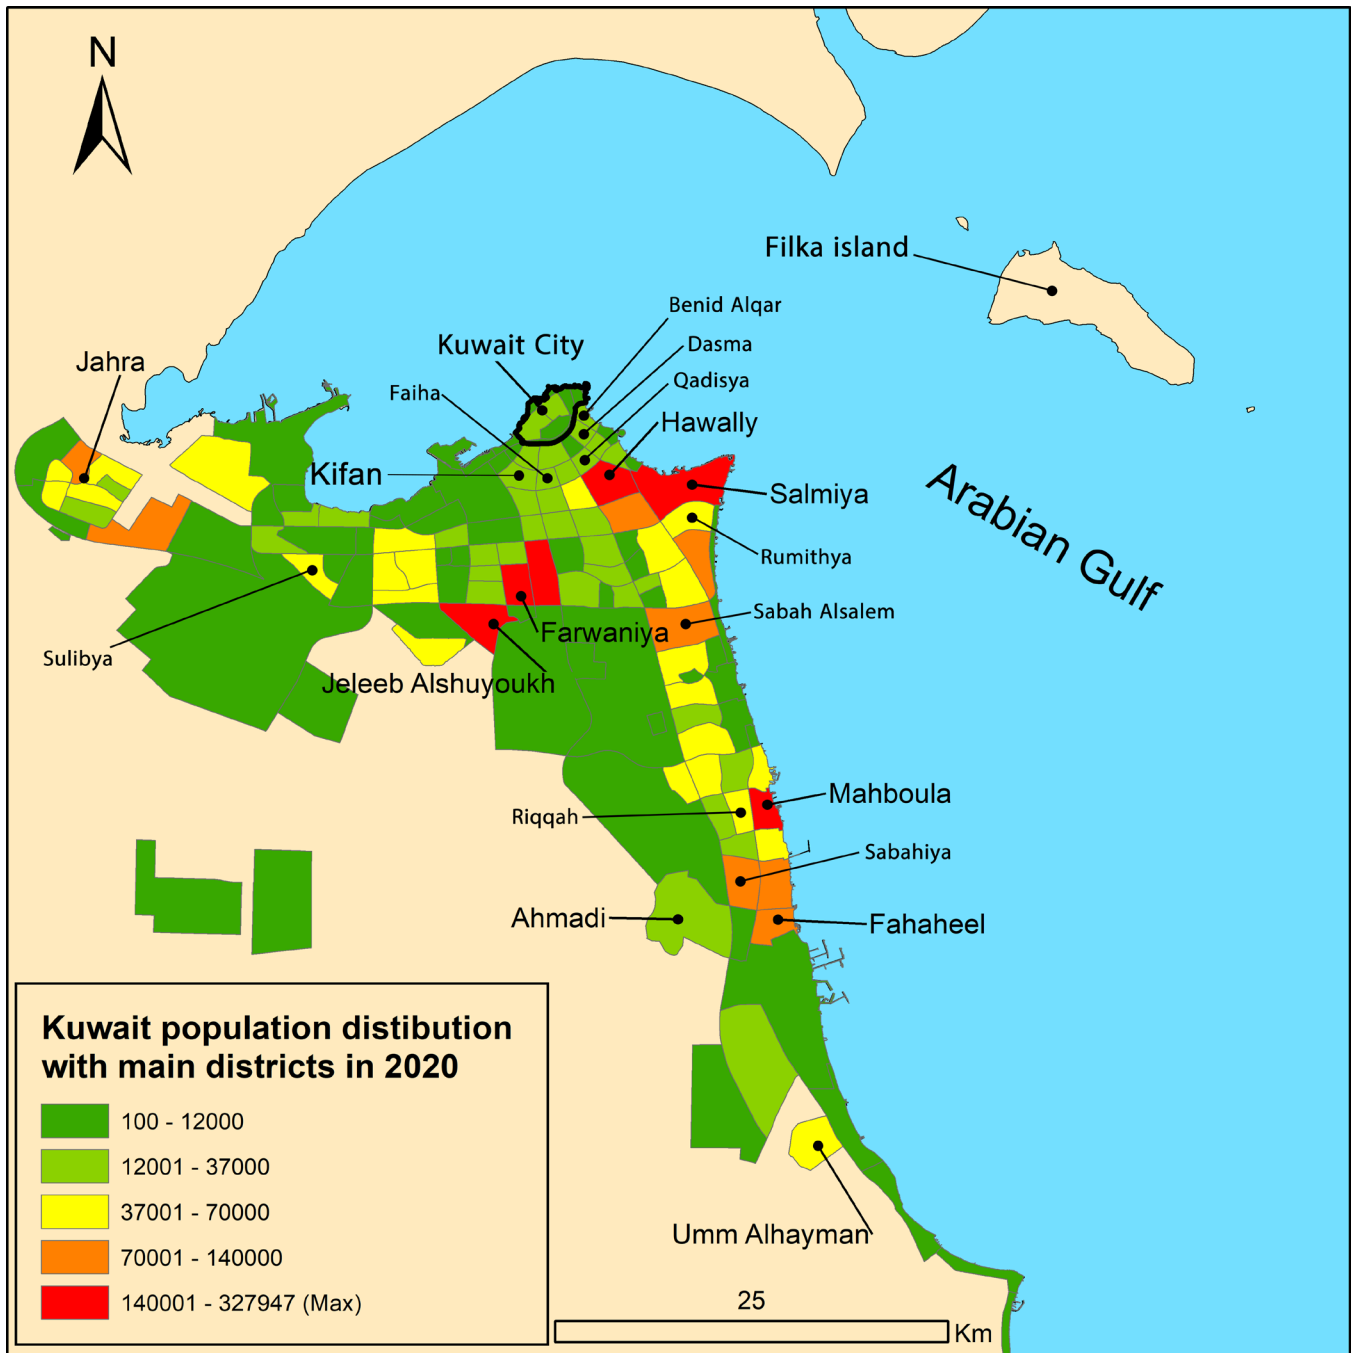 N
Filka island
Benid Alqar
Kuwait City
Dasma
Jahra
Qadisya
Faiha
Hawally
Kifan
Salmiya
Arabian Gulf
Rumithya
Sabah Alsalem
Farwaniya
Sulibya
Jeleeb Alshuyoukh
Mahboula
Riqqah
Sabahiya
Ahmadi
Fahaheel
Kuwait population distibution
with main districts in 2020
100 - 12000
12001 - 37000
37001 - 70000
70001 - 140000
140001 - 327947 (Max)
Umm Alhayman
25
Km